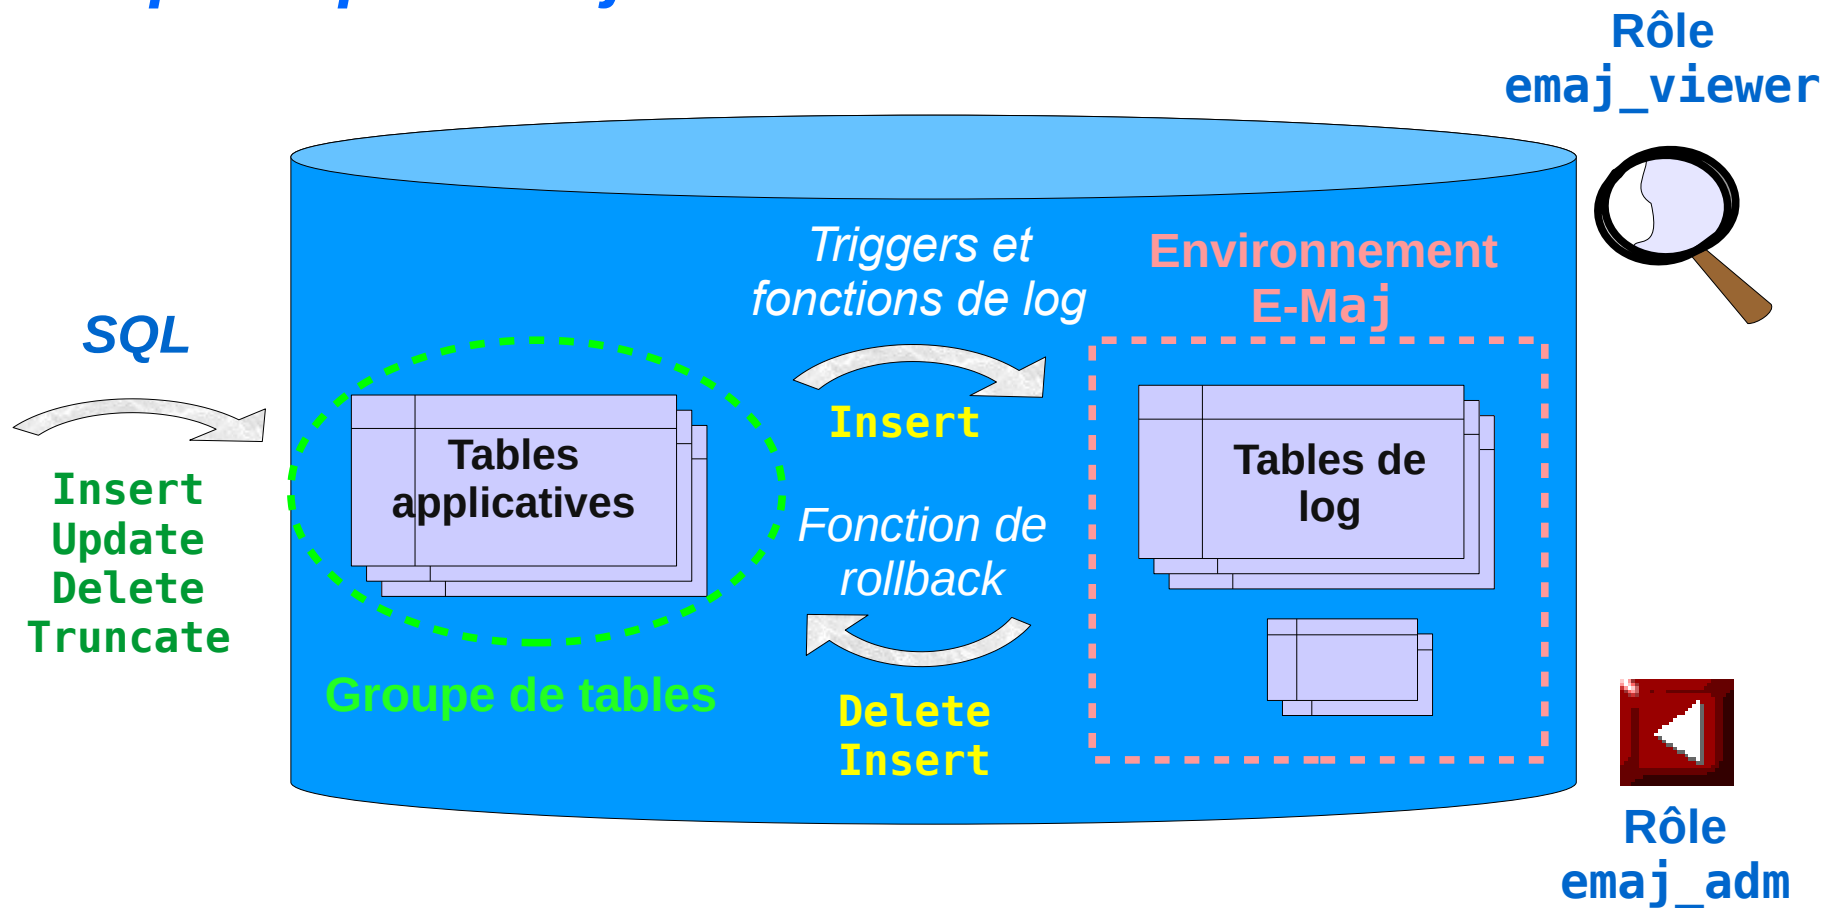 Rôle
emaj_viewer
Triggers et
fonctions de log
Environnement
E-Maj
SQL
Insert
Update
Delete
Truncate
Tables
applicatives
Insert
Tables de
log
Fonction de
rollback
Groupe de tables
Delete
Insert
Rôle
emaj_adm